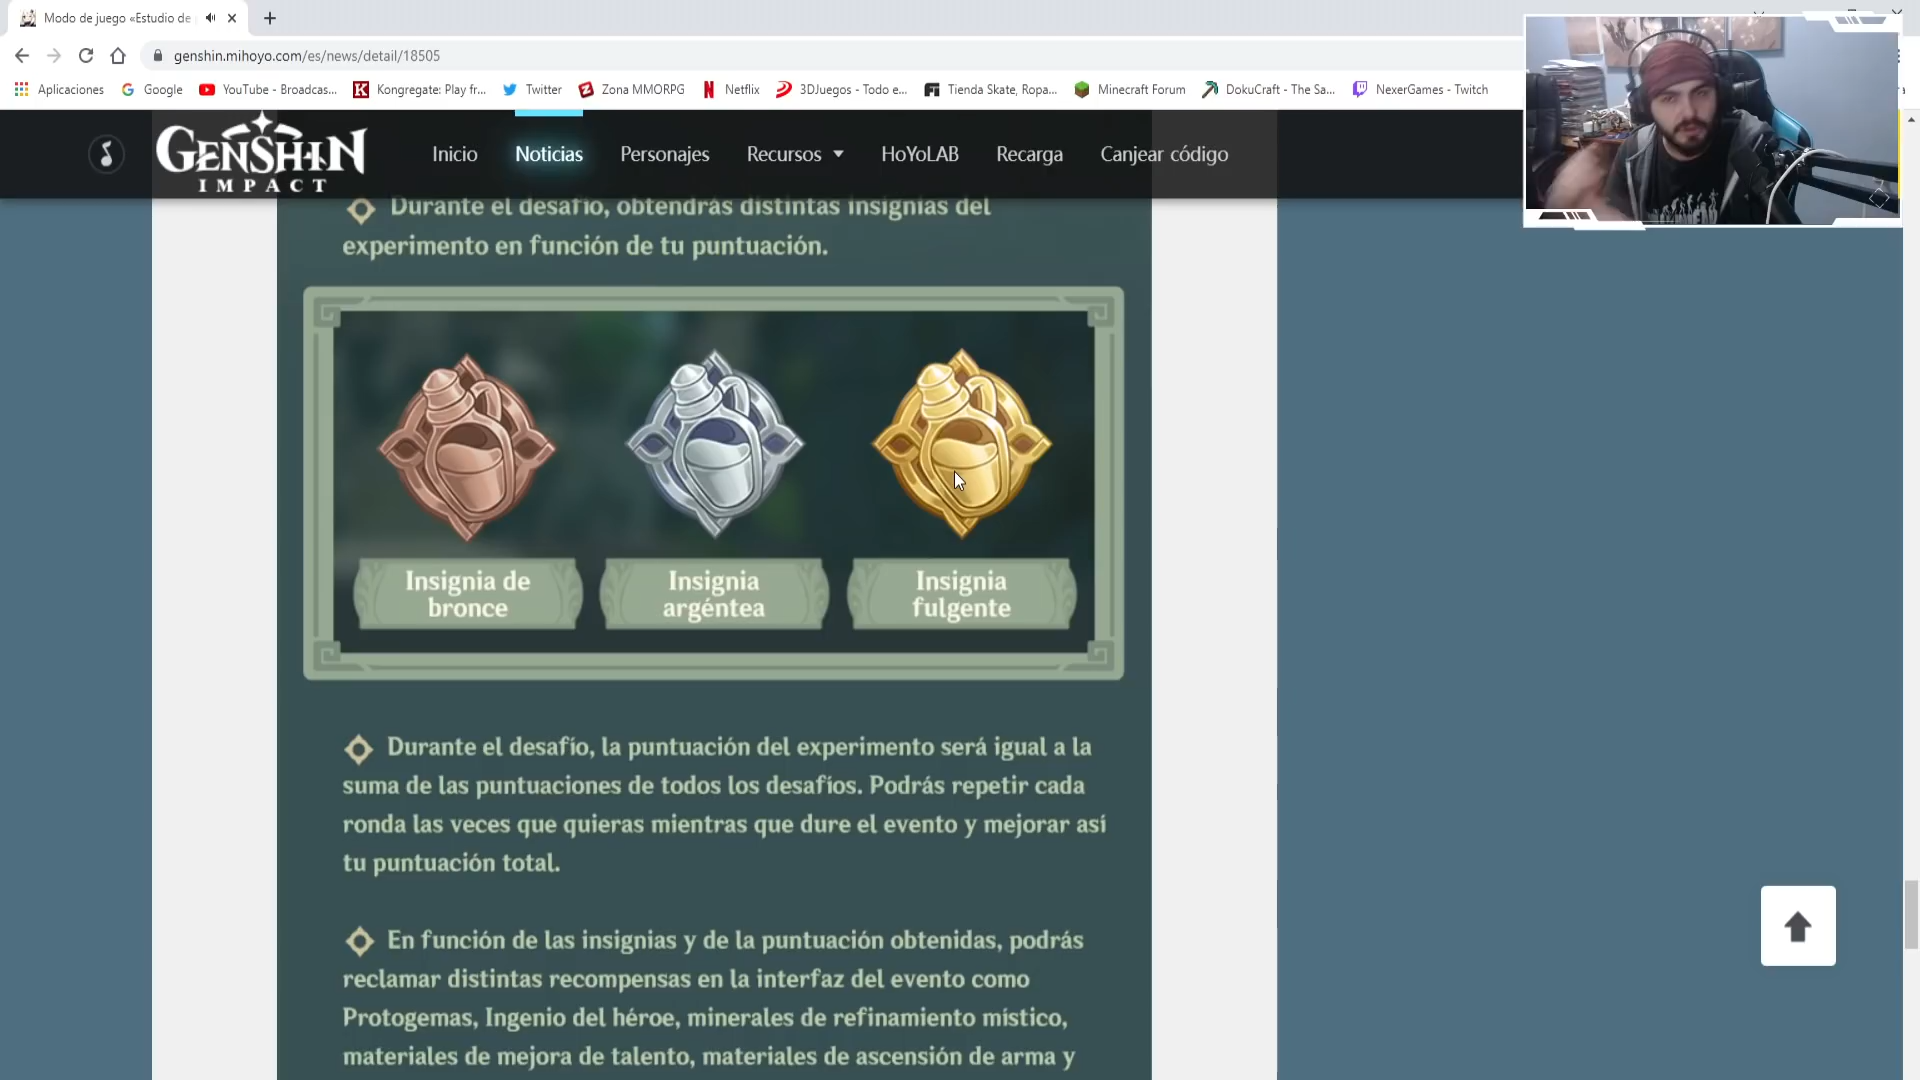 Modo de juego «Estudio de
genshin.mihoyo.com/es/news/detail/18505
Aplicaciones
Google
YouTube - Broadcas...
Kongregate: Play fr...
Twitter
Zona MMORPG
Netflix
3DJuegos - Todo e...
Tienda Skate, Ropa...
Minecraft Forum
DokuCraft - The Sa...
NexerGames - Twitch
GENSHIN
IMPACT
Inicio
Noticias
Personajes
Recursos
HoYoLAB
Recarga
Canjear código
Durante el desafío, obtendrás distintas insignias del
experimento en función de tu puntuación.
Insignia de
bronce
Insignia
argéntea
Insignia
fulgente
Durante el desafío, la puntuación del experimento será igual a la
suma de las puntuaciones de todos los desafíos. Podrás repetir cada
ronda las veces que quieras mientras que dure el evento y mejorar así
tu puntuación total.
En función de las insignias y de la puntuación obtenidas, podrás
reclamar distintas recompensas en la interfaz del evento como
Protogemas, Ingenio del héroe, minerales de refinamiento místico,
materiales de mejora de talento, materiales de ascensión de arma y